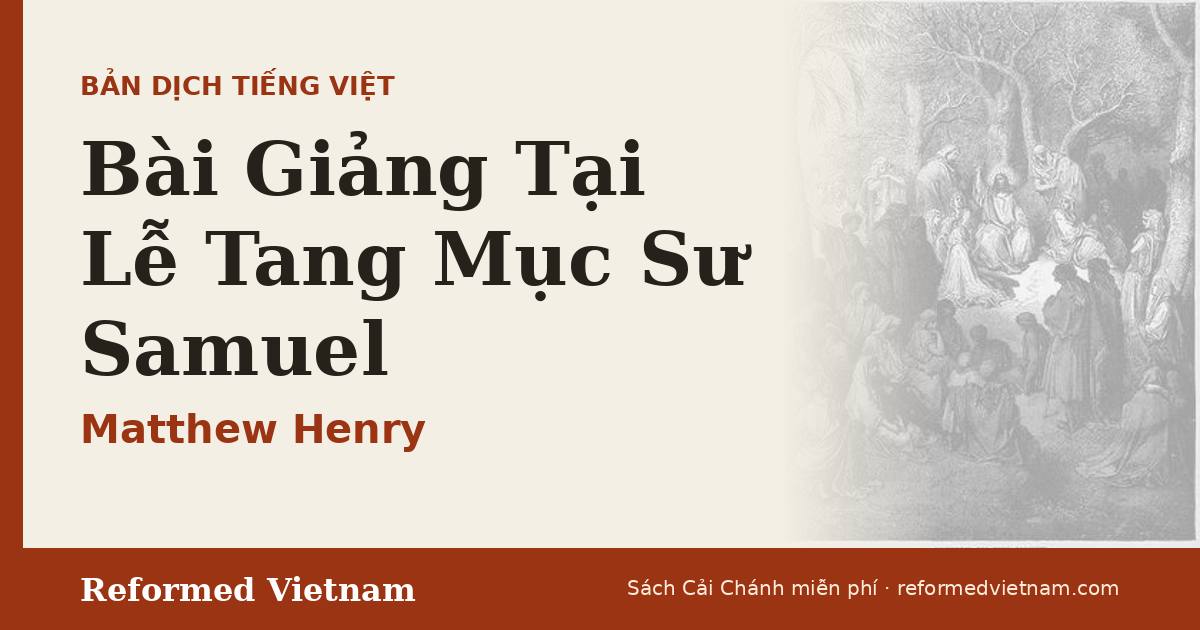 BẢN DỊCH TIẾNG VIỆT
Bài Giảng Tại
Lễ Tang Mục Sư
Samuel
Matthew Henry
Reformed Vietnam
Sách Cải Chánh miễn phí · reformedvietnam.com